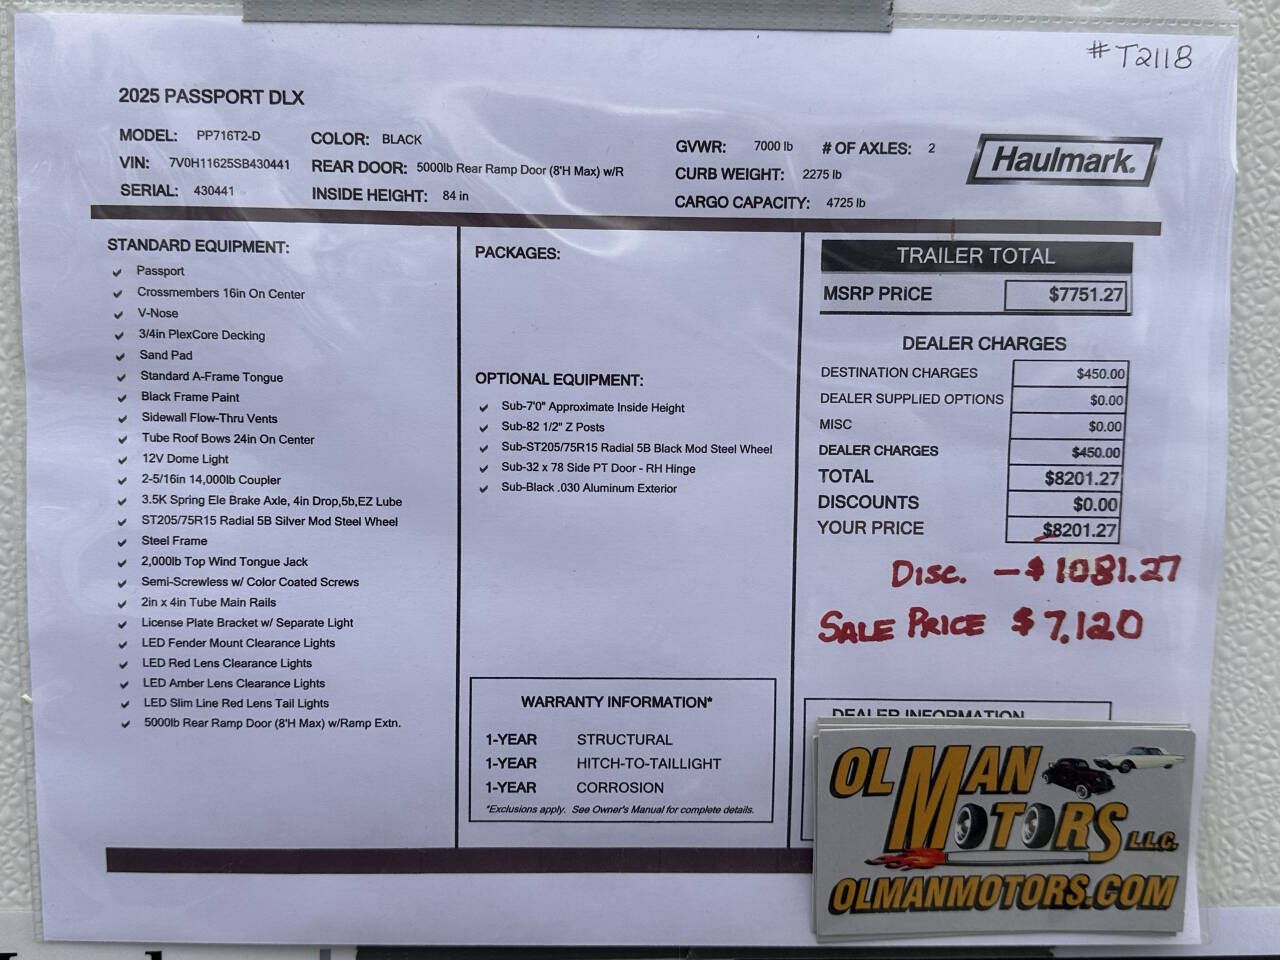 #T2118
2025 PASSPORT DLX
MODEL: PP716T2-D
VIN: 7V0H11625SB430441
SERIAL: 430441
COLOR: BLACK
REAR DOOR: 5000lb Rear Ramp Door (8'H Max) w/R
INSIDE HEIGHT: 84 in
GVWR: 7000 lb # OF AXLES: 2
CURB WEIGHT: 2275 lb
CARGO CAPACITY: 4725 lb
Haulmark.
STANDARD EQUIPMENT:
Passport
Crossmembers 16in On Center
V-Nose
3/4in PlexCore Decking
Sand Pad
Standard A-Frame Tongue
Black Frame Paint
Sidewall Flow-Thru Vents
Tube Roof Bows 24in On Center
12V Dome Light
2-5/16in 14,000lb Coupler
3.5K Spring Ele Brake Axle, 4in Drop,5b,EZ Lube
ST205/75R15 Radial 5B Silver Mod Steel Wheel
Steel Frame
2,000lb Top Wind Tongue Jack
Semi-Screwless w/ Color Coated Screws
2in x 4in Tube Main Rails
License Plate Bracket w/ Separate Light
LED Fender Mount Clearance Lights
LED Red Lens Clearance Lights
LED Amber Lens Clearance Lights
LED Slim Line Red Lens Tail Lights
5000lb Rear Ramp Door (8'H Max) w/Ramp Extn.
PACKAGES:
OPTIONAL EQUIPMENT:
Sub-7'0" Approximate Inside Height
Sub-82 1/2" Z Posts
Sub-ST205/75R15 Radial 5B Black Mod Steel Wheel
Sub-32 x 78 Side PT Door - RH Hinge
Sub-Black .030 Aluminum Exterior
WARRANTY INFORMATION*
1-YEAR STRUCTURAL
1-YEAR HITCH-TO-TAILLIGHT
1-YEAR CORROSION
*Exclusions apply. See Owner's Manual for complete details.
TRAILER TOTAL
MSRP PRICE $7751.27
DEALER CHARGES
DESTINATION CHARGES $450.00
DEALER SUPPLIED OPTIONS $0.00
MISC $0.00
DEALER CHARGES $450.00
TOTAL $8201.27
DISCOUNTS $0.00
YOUR PRICE $8201.27
Disc. -$1081.27
SALE PRICE $7,120
DEALER INFORMATION
OL MAN
MOTORS L.L.C.
OLMANMOTORS.COM